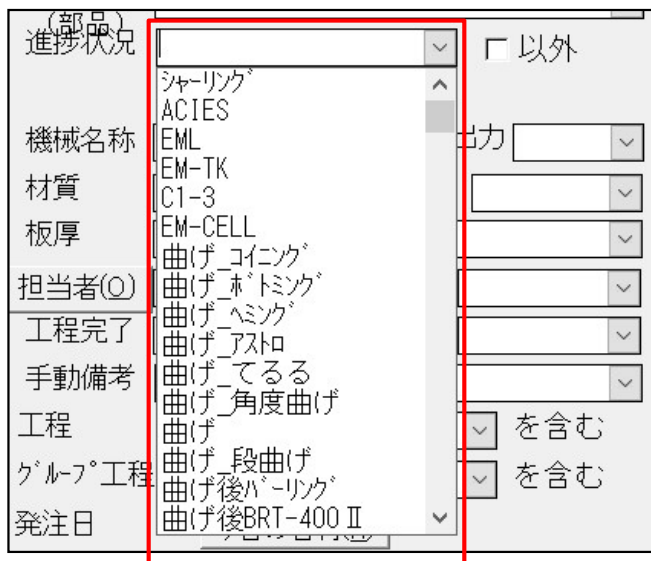 (部品)
進捗状況
以外
シャーリング
ACIES
機械名称
EML
出力
EM-TK
材質
C1-3
板厚
EM-CELL
曲げ_コイニング
担当者(O)
曲げ_ボトミング
曲げ_ヘミング
工程完了
曲げ_アストロ
手動備考
曲げ_てるる
曲げ_角度曲げ
工程
曲げ
を含む
曲げ_段曲げ
グループ工程
曲げ後バーリング
を含む
発注日
曲げ後BRT-400Ⅱ